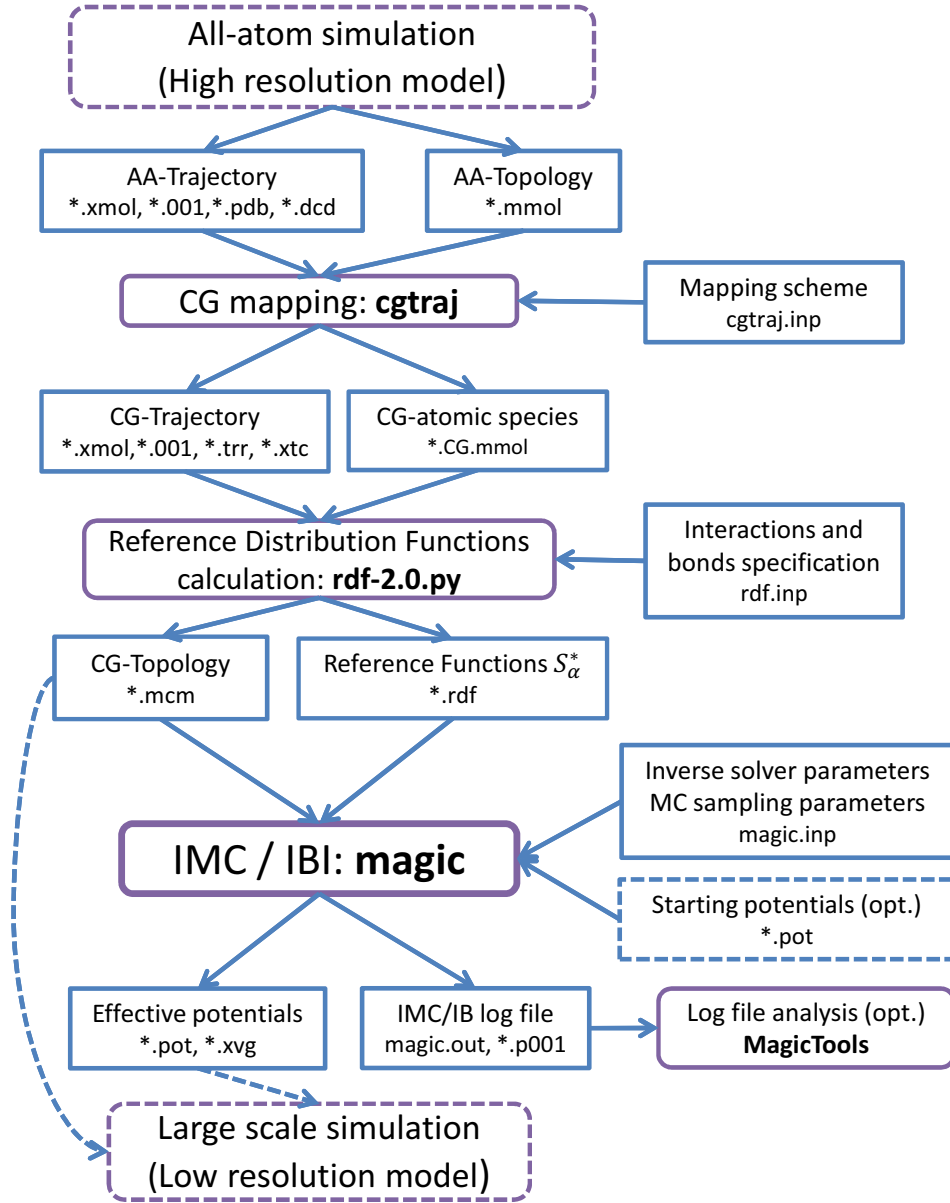 All-atom simulation
(High resolution model)
AA-Trajectory
*.xmol, *.001,*.pdb, *.dcd
AA-Topology
*.mmol
CG mapping: cgtraj
Mapping scheme
cgtraj.inp
CG-Trajectory
*.xmol,*.001, *.trr, *.xtc
CG-atomic species
*.CG.mmol
Reference Distribution Functions
calculation: rdf-2.0.py
Interactions and
bonds specification
rdf.inp
CG-Topology
*.mcm
Reference Functions $S_\alpha^*$
*.rdf
Inverse solver parameters
MC sampling parameters
magic.inp
IMC / IBI: magic
Starting potentials (opt.)
*.pot
Effective potentials
*.pot, *.xvg
IMC/IB log file
magic.out, *.p001
Log file analysis (opt.)
MagicTools
Large scale simulation
(Low resolution model)